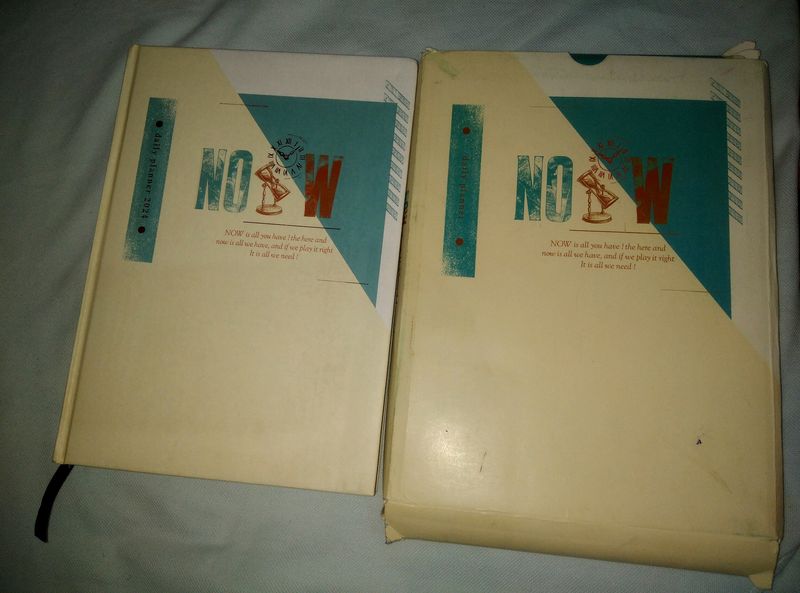 daily planner 2024
NOW
NOW is all you have ! the here and
now is all we have, and if we play it right
It is all we need !
daily planner
NOW
NOW is all you have ! the here and
now is all we have, and if we play it right
It is all we need !